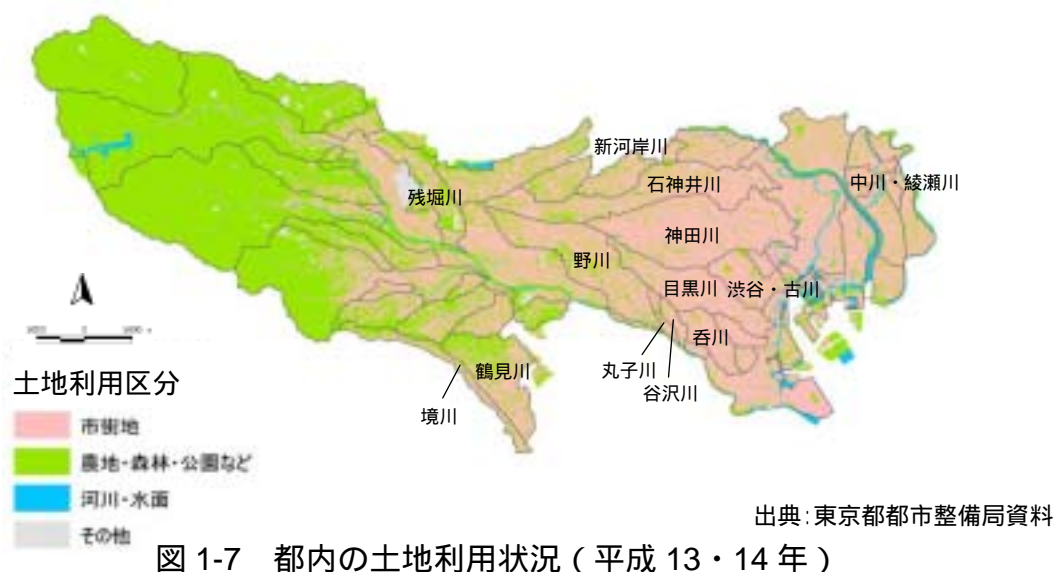 新河岸川
石神井川
中川・綾瀬川
残堀川
神田川
野川
目黒川
渋谷・古川
呑川
丸子川
谷沢川
鶴見川
境川
土地利用区分
市街地
農地・森林・公園など
河川・水面
その他
出典:東京都都市整備局資料
図 1-7 都内の土地利用状況(平成 13・14 年)